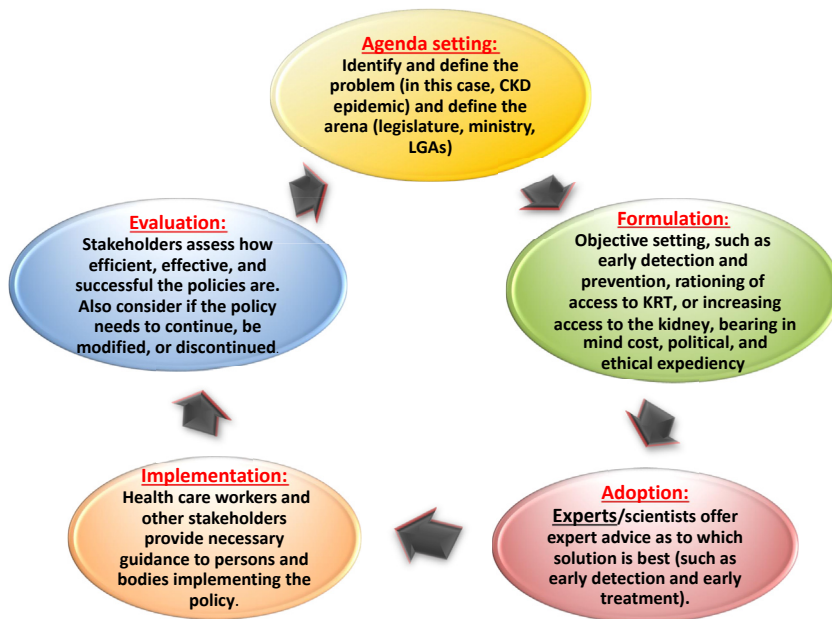 Agenda setting:
Identify and define the
problem (in this case, CKD
epidemic) and define the
arena (legislature, ministry,
LGAs)
Formulation:
Objective setting, such as
early detection and
prevention, rationing of
access to KRT, or increasing
access to the kidney, bearing in
mind cost, political, and
ethical expediency
Adoption:
Experts/scientists offer
expert advice as to which
solution is best (such as
early detection and early
treatment).
Implementation:
Health care workers and
other stakeholders
provide necessary
guidance to persons and
bodies implementing the
policy.
Evaluation:
Stakeholders assess how
efficient, effective, and
successful the policies are.
Also consider if the policy
needs to continue, be
modified, or discontinued.